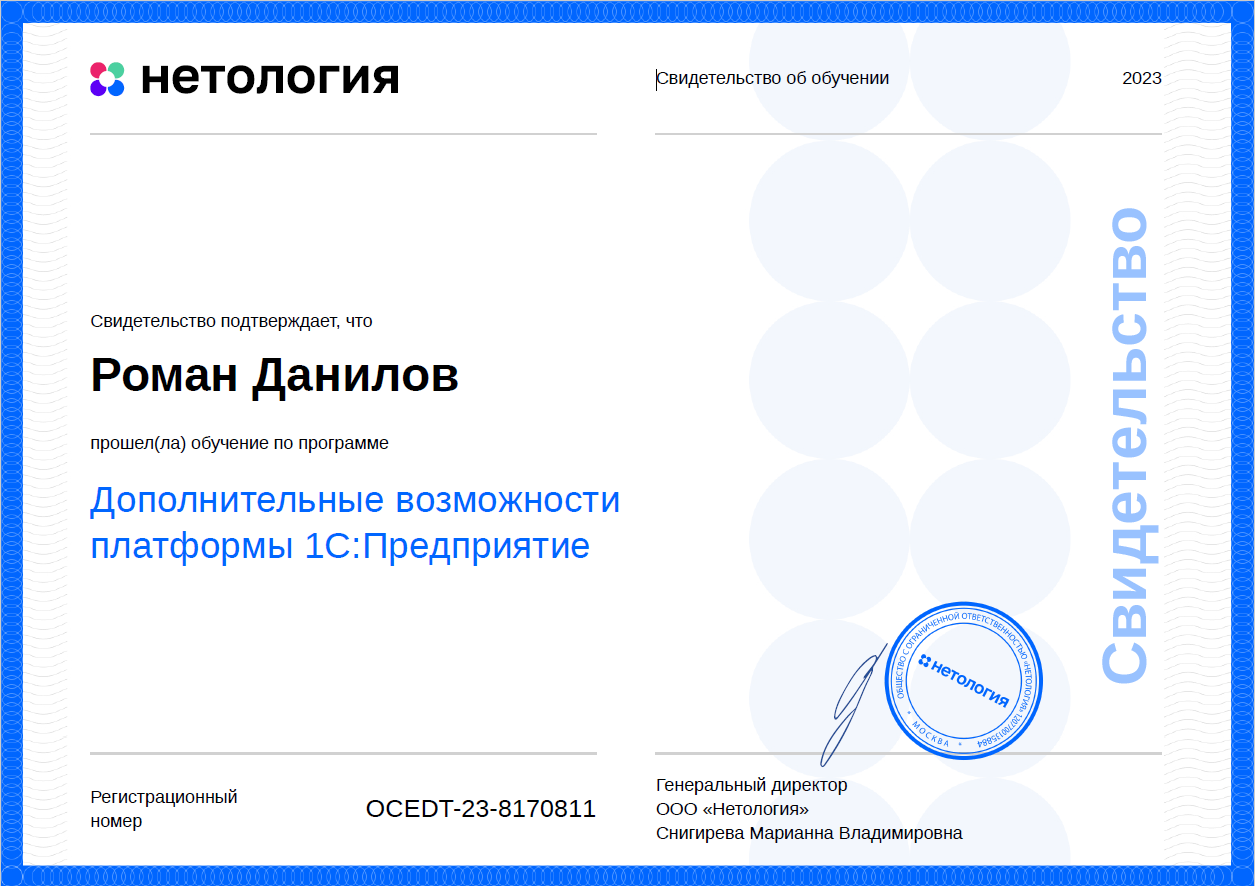 нетология
Свидетельство об обучении
2023
Свидетельство подтверждает, что
Роман Данилов
прошел(ла) обучение по программе
Дополнительные возможности
платформы 1С:Предприятие
Свидетельство
ОБЩЕСТВО С ОГРАНИЧЕННОЙ ОТВЕТСТВЕННОСТЬЮ «НЕТОЛОГИЯ» 1207700135884
* МОСКВА *
нетология
Регистрационный
номер
OCEDT-23-8170811
Генеральный директор
ООО «Нетология»
Снигирева Марианна Владимировна